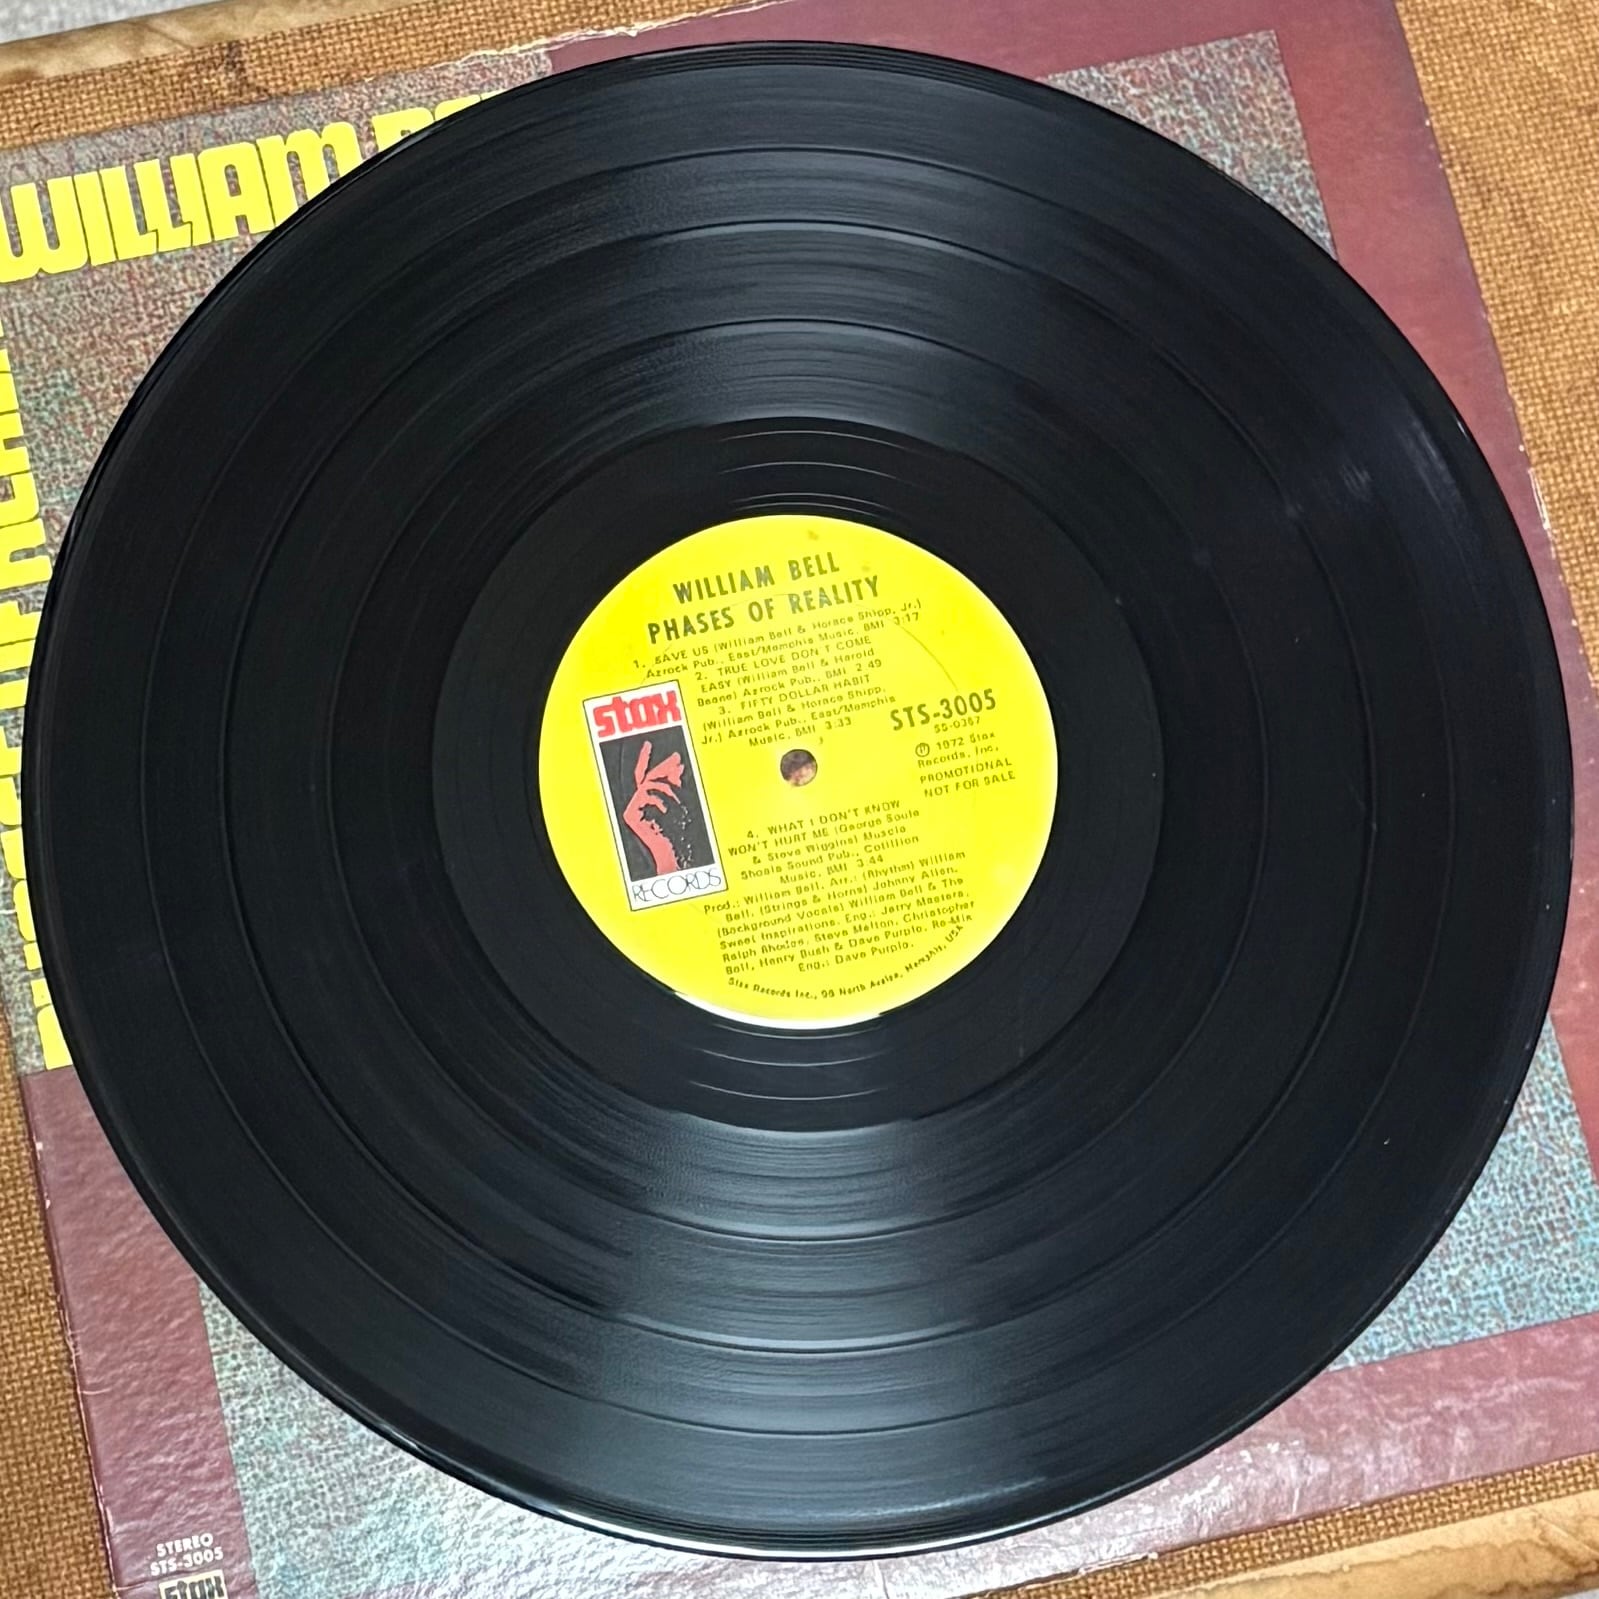 WILLIAM
WILLIAM BELL
PHASES OF REALITY
1. SAVE US (William Bell & Horace Shipp, Jr.)
Azrock Pub., East/Memphis Music, BMI 3:17
2. TRUE LOVE DON'T COME
EASY (William Bell & Harold
Beane) Azrock Pub., BMI 2:49
3. FIFTY DOLLAR HABIT
(William Bell & Horace Shipp,
Jr.) Azrock Pub., East/Memphis
Music, BMI 3:33
stax
RECORDS
STS-3005
SS-0387
Ⓟ 1972 Stax
Records, Inc.
PROMOTIONAL
NOT FOR SALE
4. WHAT I DON'T KNOW
WON'T HURT ME (George Soule
& Steve Wiggins) Muscle
Shoals Sound Pub., Cotillion
Music, BMI 3:44
Prod.: William Bell, Arr.: (Rhythm) William
Bell, (Strings & Horns) Johnny Allen,
(Background Vocals) William Bell & The
Sweet Inspirations, Eng.: Jerry Masters,
Ralph Rhodes, Steve Melton, Christopher
Bell, Henry Bush & Dave Purple, Re-Mix
Eng.: Dave Purple.
Stax Records Inc., 98 North Avalon, Memphis, USA
STEREO
STS-3005
stax